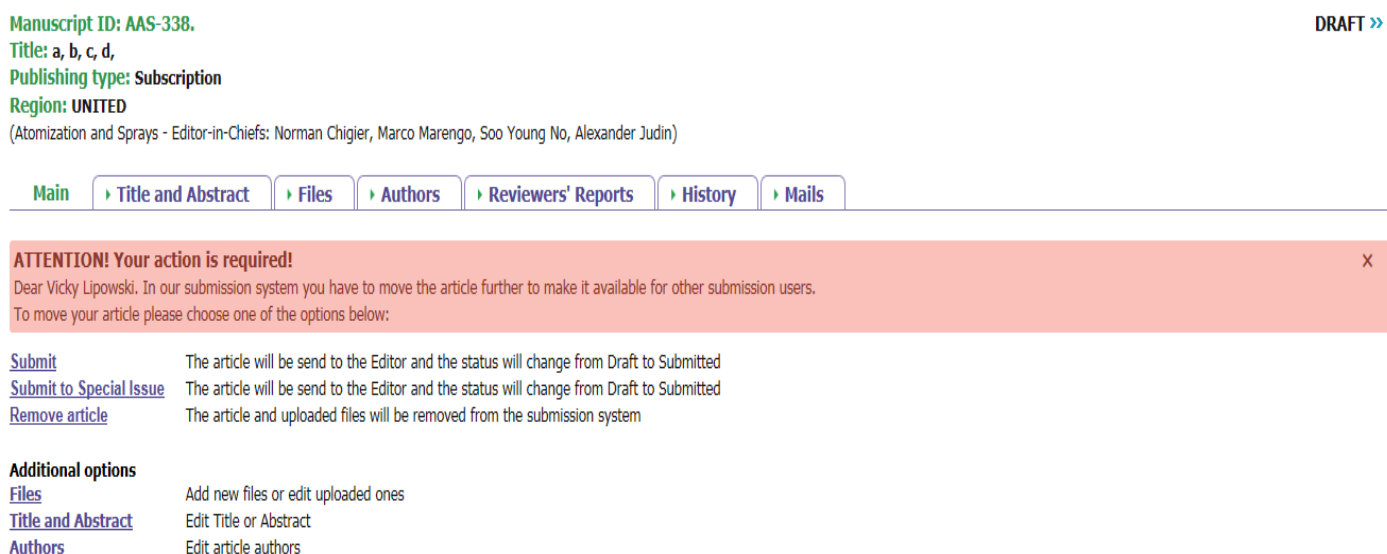 Manuscript ID: AAS-338.
DRAFT »
Title: a, b, c, d,
Publishing type: Subscription
Region: UNITED
(Atomization and Sprays - Editor-in-Chiefs: Norman Chigier, Marco Marengo, Soo Young No, Alexander Judin)
Main Title and Abstract Files Authors Reviewers' Reports History Mails
ATTENTION! Your action is required! X
Dear Vicky Lipowski. In our submission system you have to move the article further to make it available for other submission users.
To move your article please choose one of the options below:
Submit The article will be send to the Editor and the status will change from Draft to Submitted
Submit to Special Issue The article will be send to the Editor and the status will change from Draft to Submitted
Remove article The article and uploaded files will be removed from the submission system
Additional options
Files Add new files or edit uploaded ones
Title and Abstract Edit Title or Abstract
Authors Edit article authors